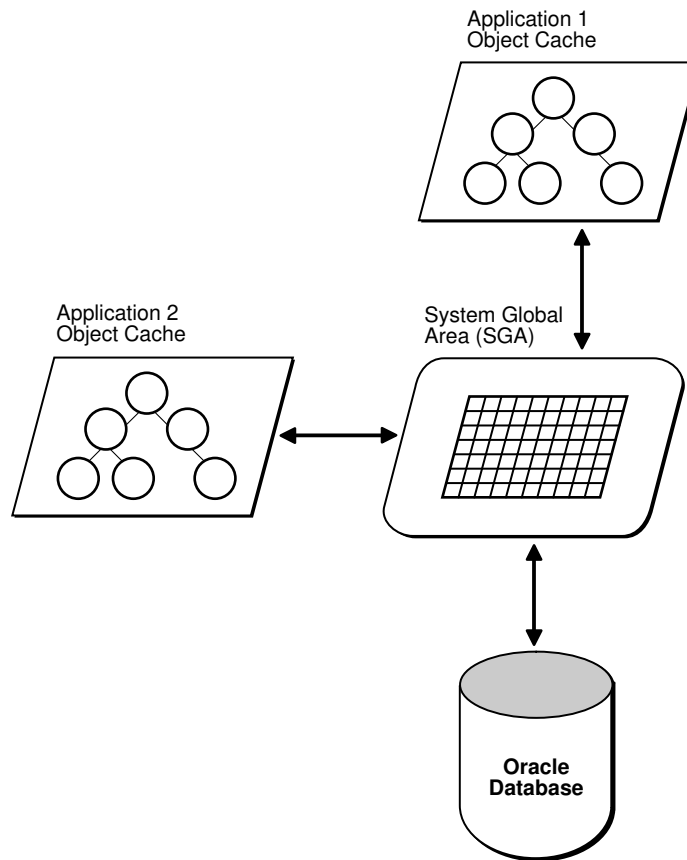 Application 1
Object Cache
Application 2
Object Cache
System Global
Area (SGA)
Oracle
Database